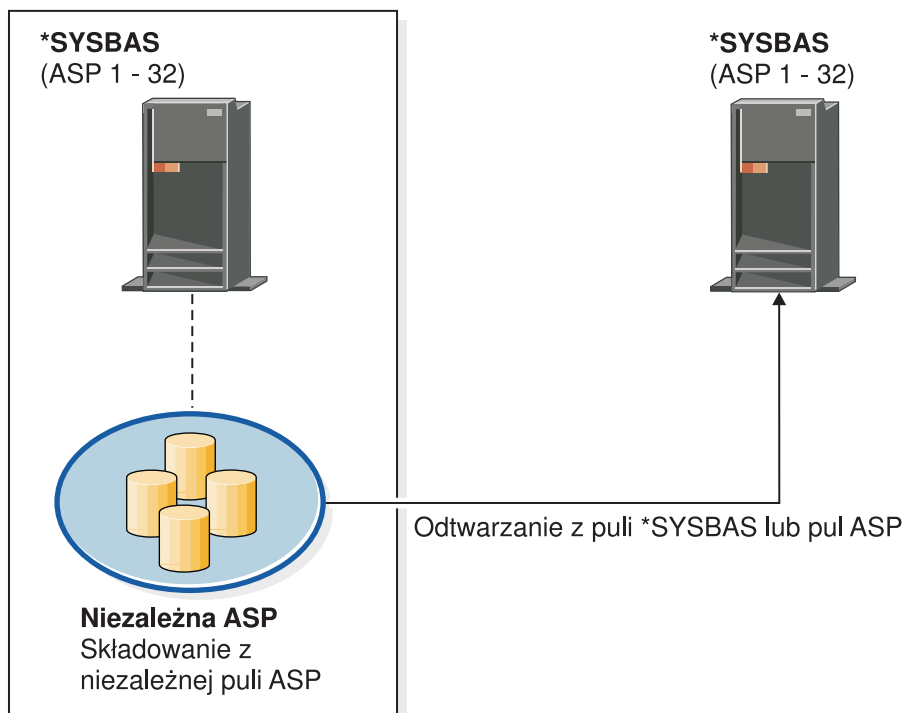 *SYSBAS
(ASP 1 - 32)
*SYSBAS
(ASP 1 - 32)
Odtwarzanie z puli *SYSBAS lub pul ASP
Niezależna ASP
Składowanie z
niezależnej puli ASP